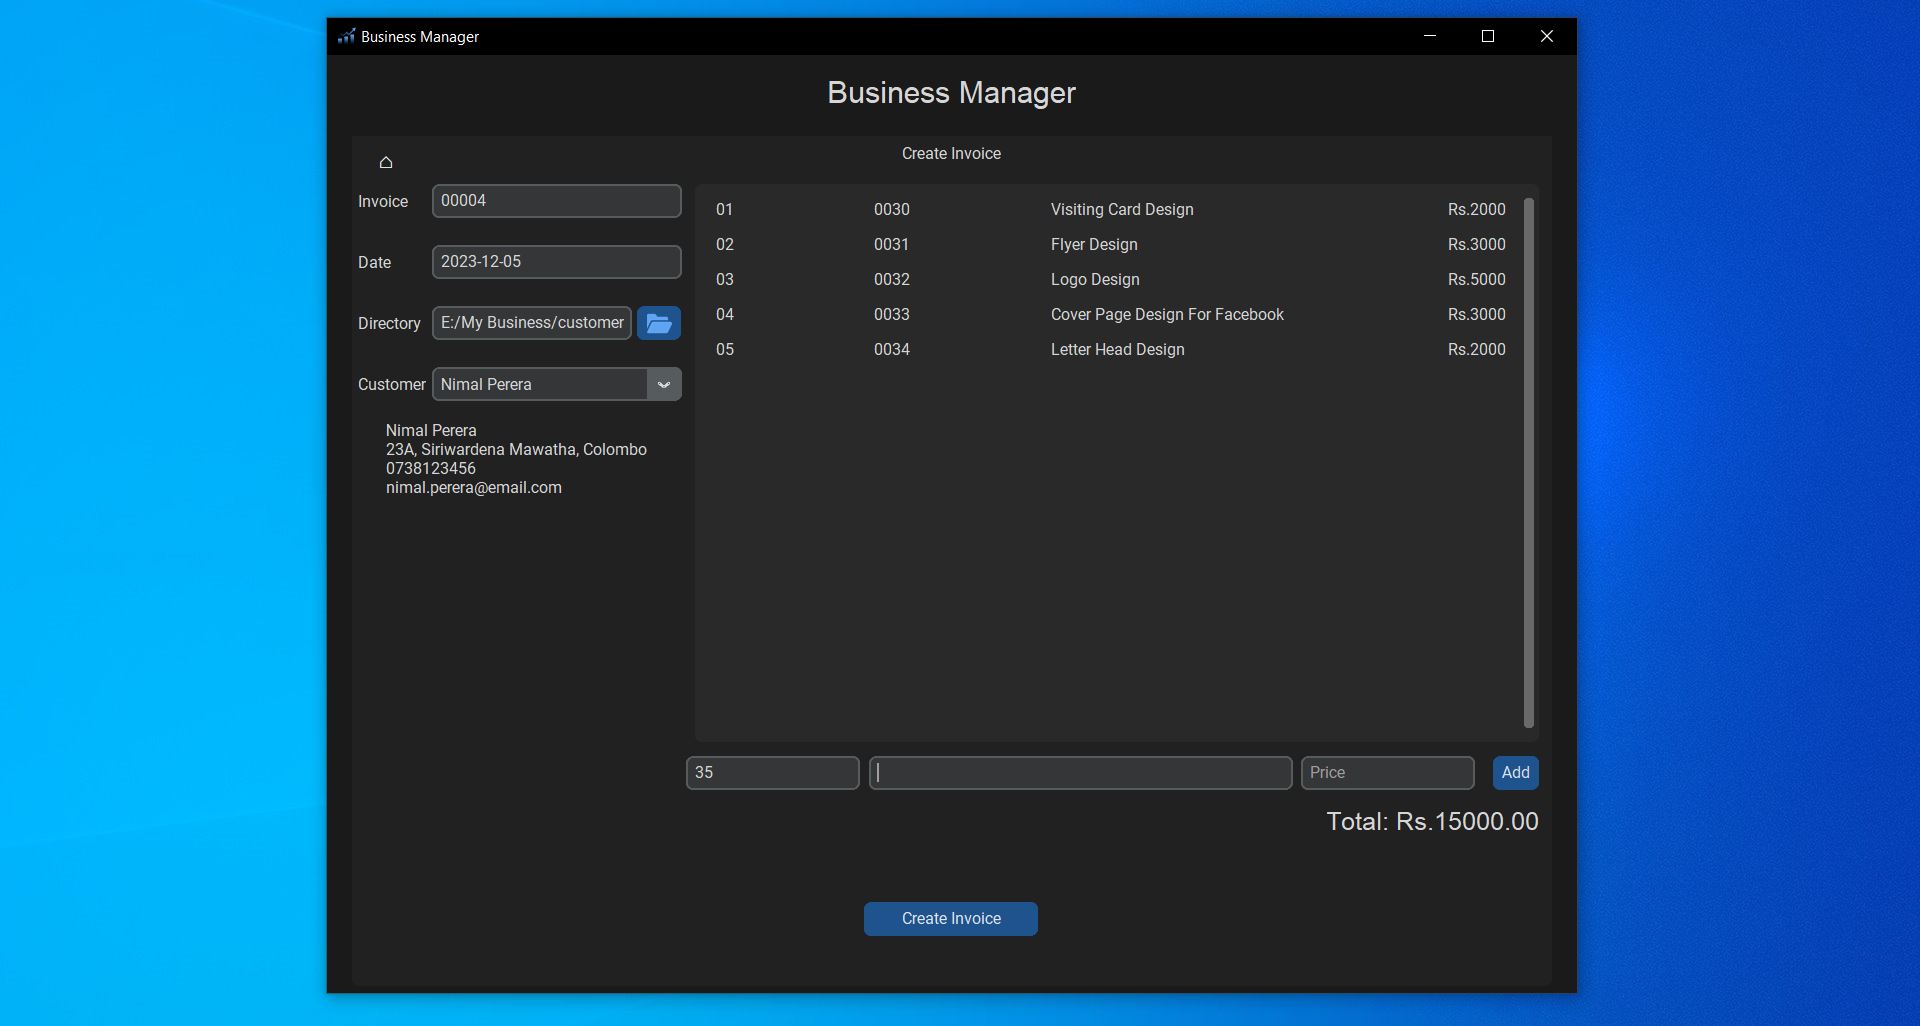 Business Manager
Business Manager
Create Invoice
Invoice 00004
Date 2023-12-05
Directory E:/My Business/customer
Customer Nimal Perera
Nimal Perera
23A, Siriwardena Mawatha, Colombo
0738123456
nimal.perera@email.com
01 0030 Visiting Card Design Rs.2000
02 0031 Flyer Design Rs.3000
03 0032 Logo Design Rs.5000
04 0033 Cover Page Design For Facebook Rs.3000
05 0034 Letter Head Design Rs.2000
35 Price Add
Total: Rs.15000.00
Create Invoice